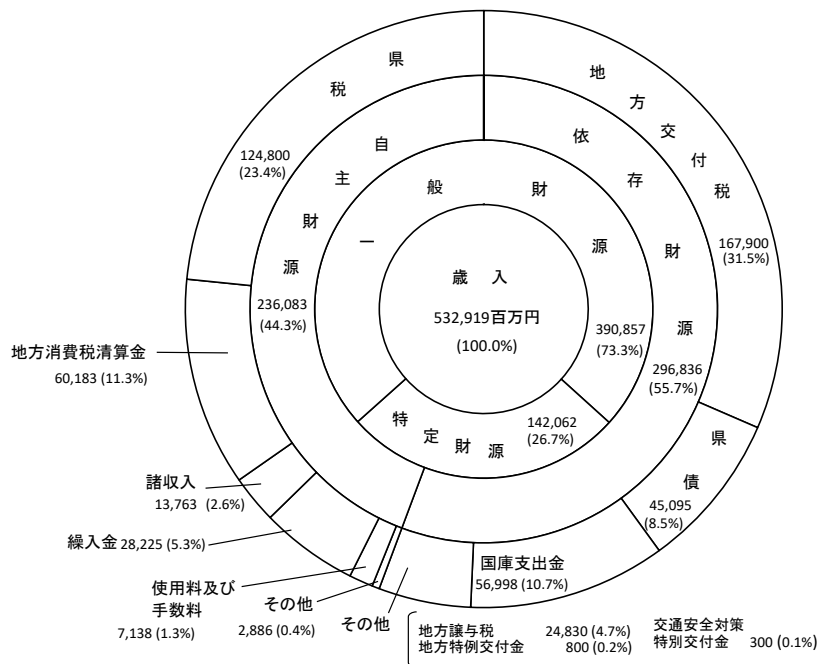 歳 入
532,919百万円
(100.0%)
一 般 財 源
390,857
(73.3%)
特 定 財 源
142,062
(26.7%)
自 主 財 源
236,083
(44.3%)
依 存 財 源
296,836
(55.7%)
県 税
124,800
(23.4%)
地 方 交 付 税
167,900
(31.5%)
県 債
45,095
(8.5%)
国庫支出金
56,998 (10.7%)
地方消費税清算金
60,183 (11.3%)
諸収入
13,763 (2.6%)
繰入金 28,225 (5.3%)
使用料及び
手数料
7,138 (1.3%)
その他
2,886 (0.4%)
その他
地方譲与税 24,830 (4.7%)
地方特例交付金 800 (0.2%)
交通安全対策
特別交付金 300 (0.1%)